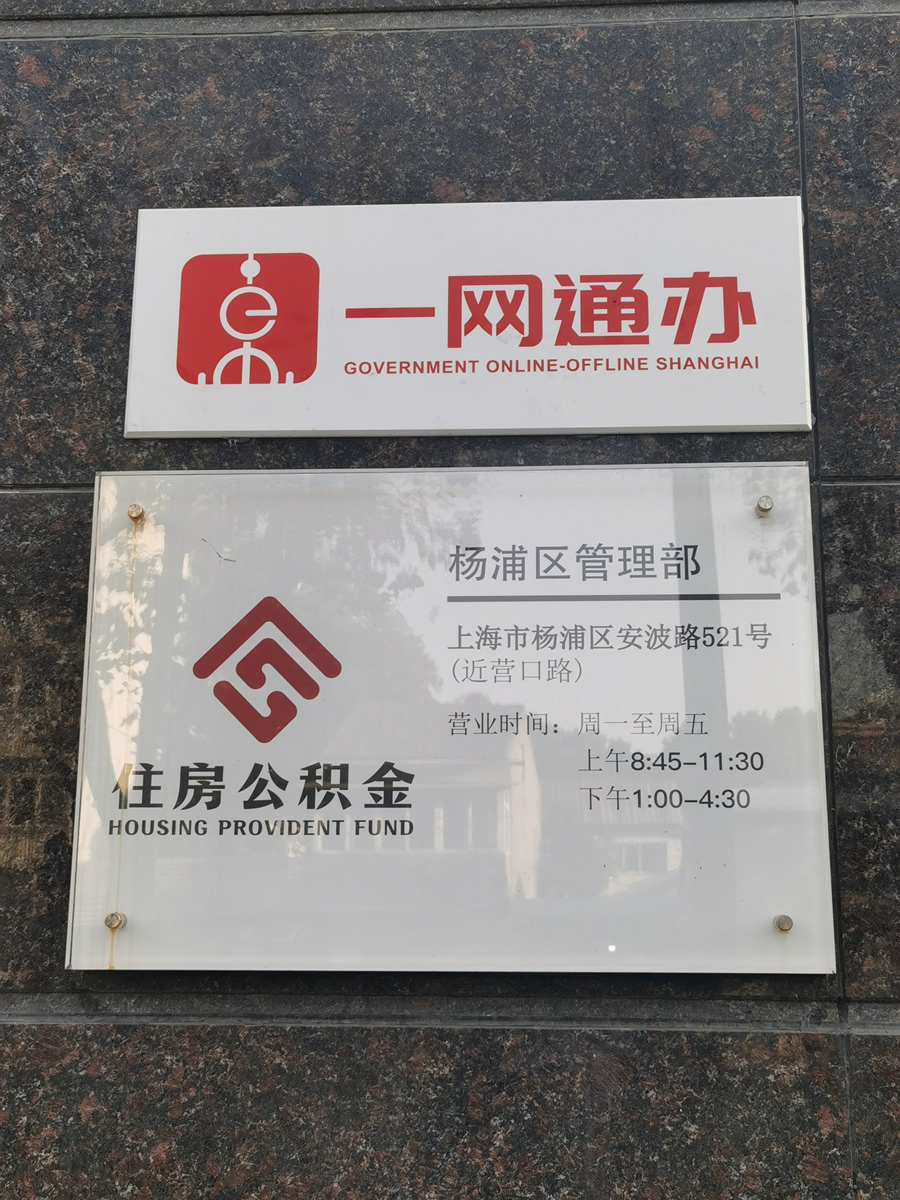 一网通办
GOVERNMENT ONLINE-OFFLINE SHANGHAI
住房公积金
HOUSING PROVIDENT FUND
杨浦区管理部
上海市杨浦区安波路521号
(近营口路)
营业时间：周一至周五
上午8:45-11:30
下午1:00-4:30